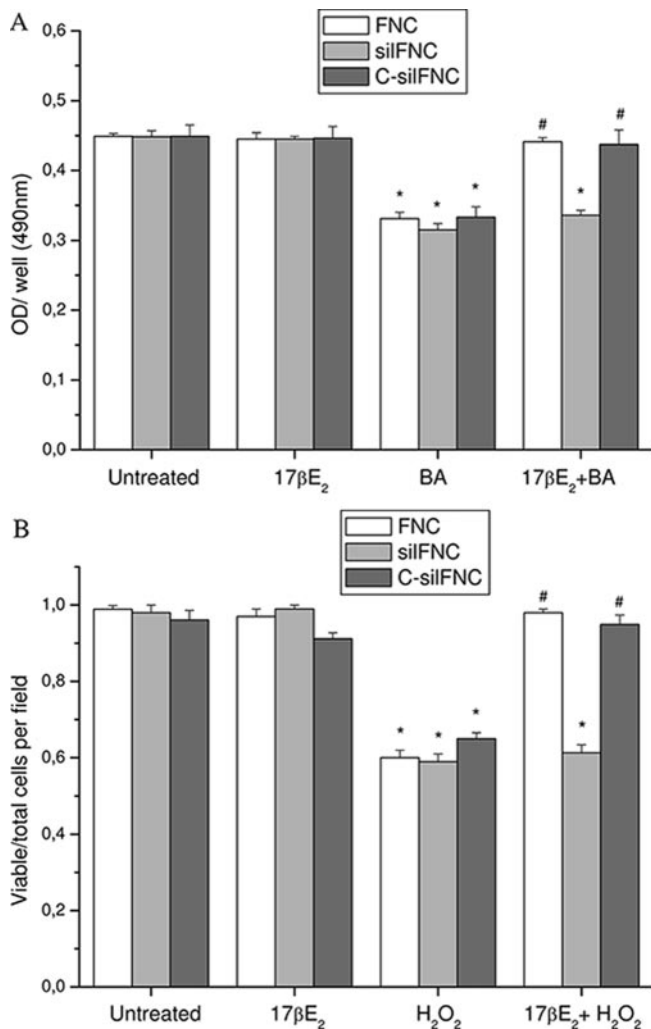 A
FNC
silFNC
C-silFNC
0,6
0,5
0,4
0,3
0,2
0,1
0,0
OD/ well (490nm)
# #
* * * *
Untreated 17βE₂ BA 17βE₂+BA
B
FNC
silFNC
C-silFNC
1,0
0,8
0,6
0,4
0,2
0,0
Viable/total cells per field
# #
* * * *
Untreated 17βE₂ H₂O₂ 17βE₂+ H₂O₂